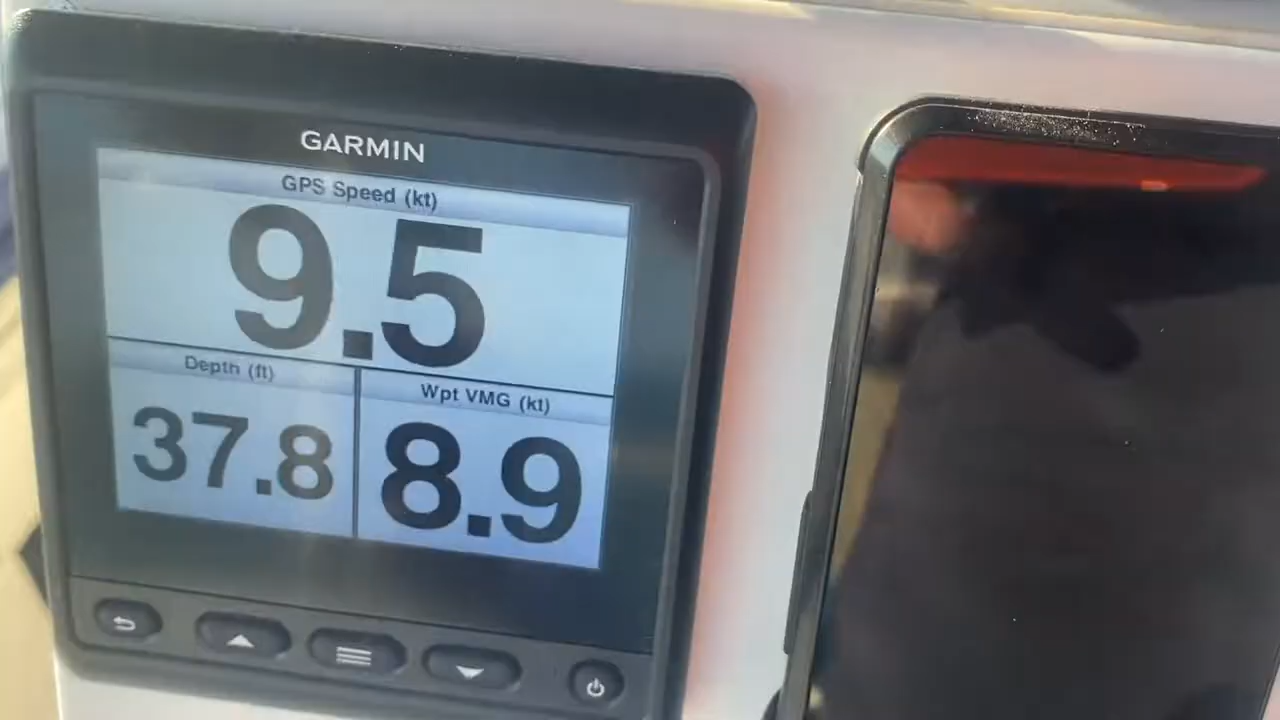 GARMIN
GPS Speed (kt)
9.5
Depth (ft)
37.8
Wpt VMG (kt)
8.9